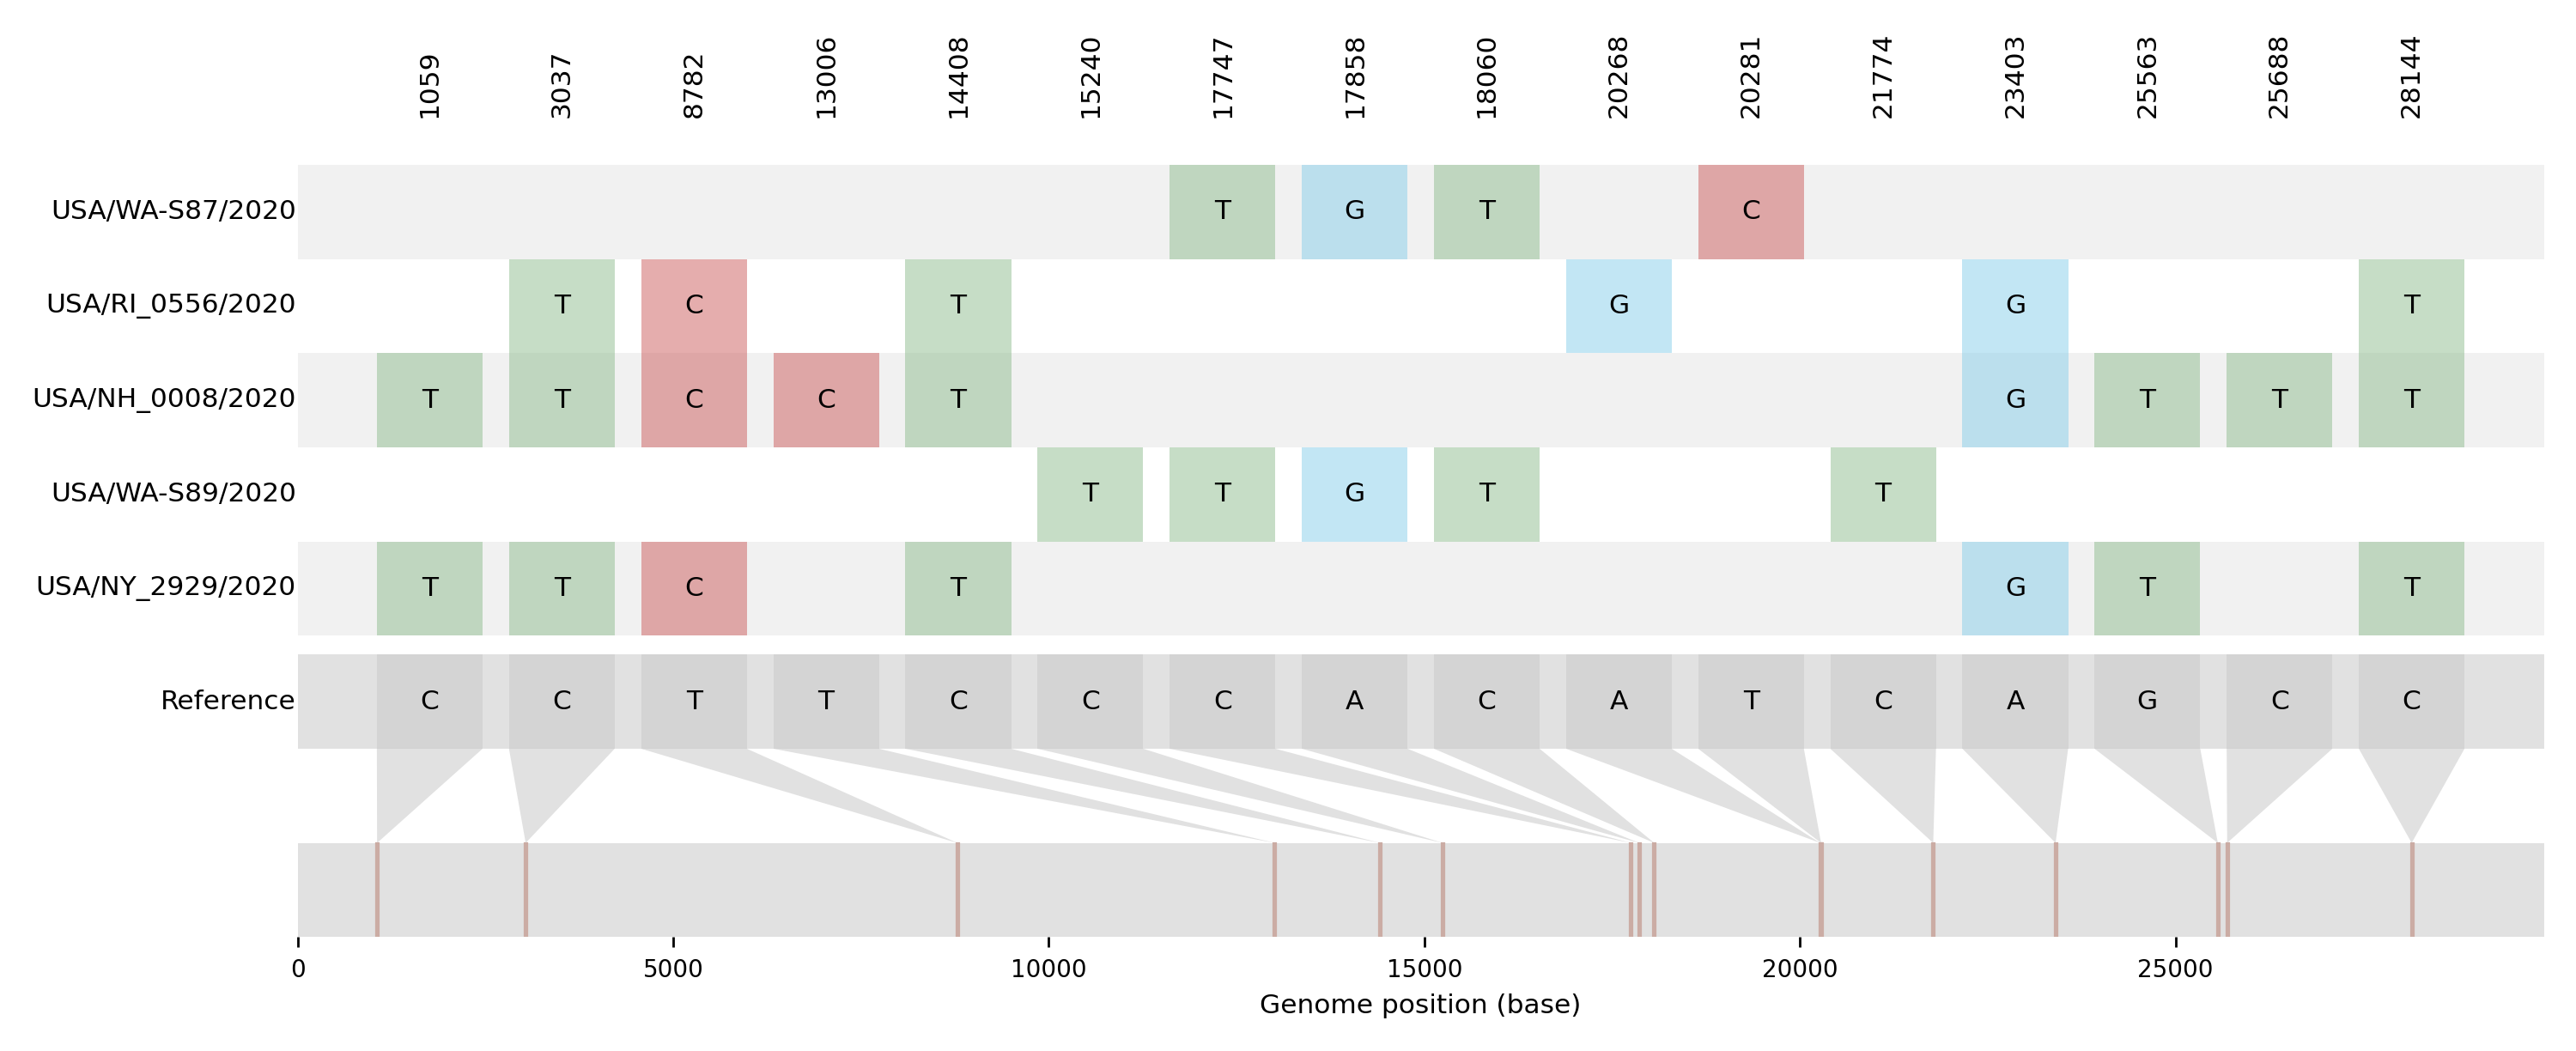 1059 3037 8782 13006 14408 15240 17747 17858 18060 20268 20281 21774 23403 25563 25688 28144
USA/WA-S87/2020 T G T C
USA/RI_0556/2020 T C T G G T
USA/NH_0008/2020 T T C C T G T T T
USA/WA-S89/2020 T T G T T
USA/NY_2929/2020 T T C T G T T
Reference C C T T C C C A C A T C A G C C
0 5000 10000 15000 20000 25000
Genome position (base)